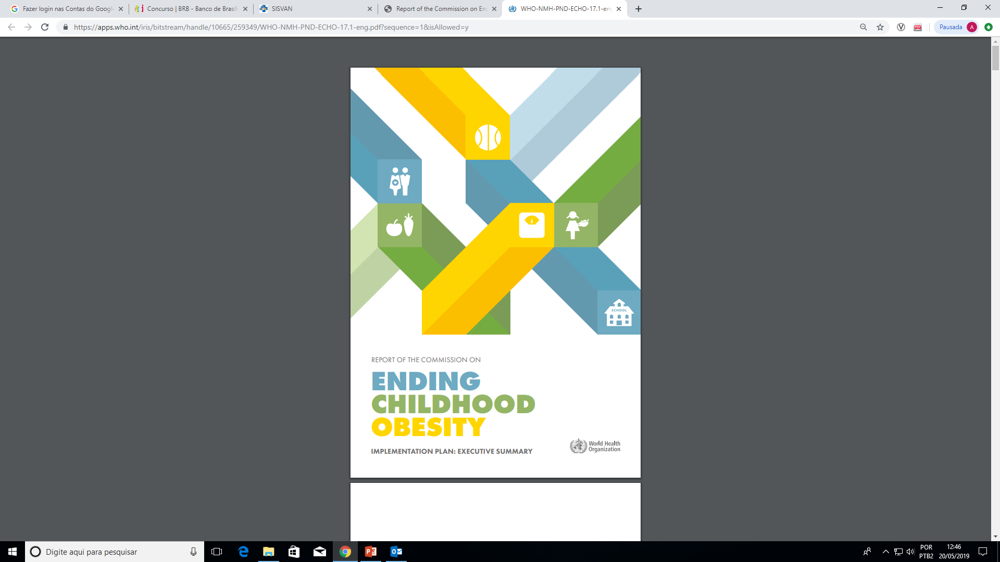 Fazer login nas Contas do Googl
Concurso | BRB - Banco de Brasíli
SISVAN
Report of the Commission on En
WHO-NMH-PND-ECHO-17.1-en
https://apps.who.int/iris/bitstream/handle/10665/259349/WHO-NMH-PND-ECHO-17.1-eng.pdf?sequence=1&isAllowed=y
PDF
Pausada
A
SCHOOL
REPORT OF THE COMMISSION ON
ENDING
CHILDHOOD
OBESITY
IMPLEMENTATION PLAN: EXECUTIVE SUMMARY
World Health
Organization
Digite aqui para pesquisar
POR
PTB2
12:46
20/05/2019